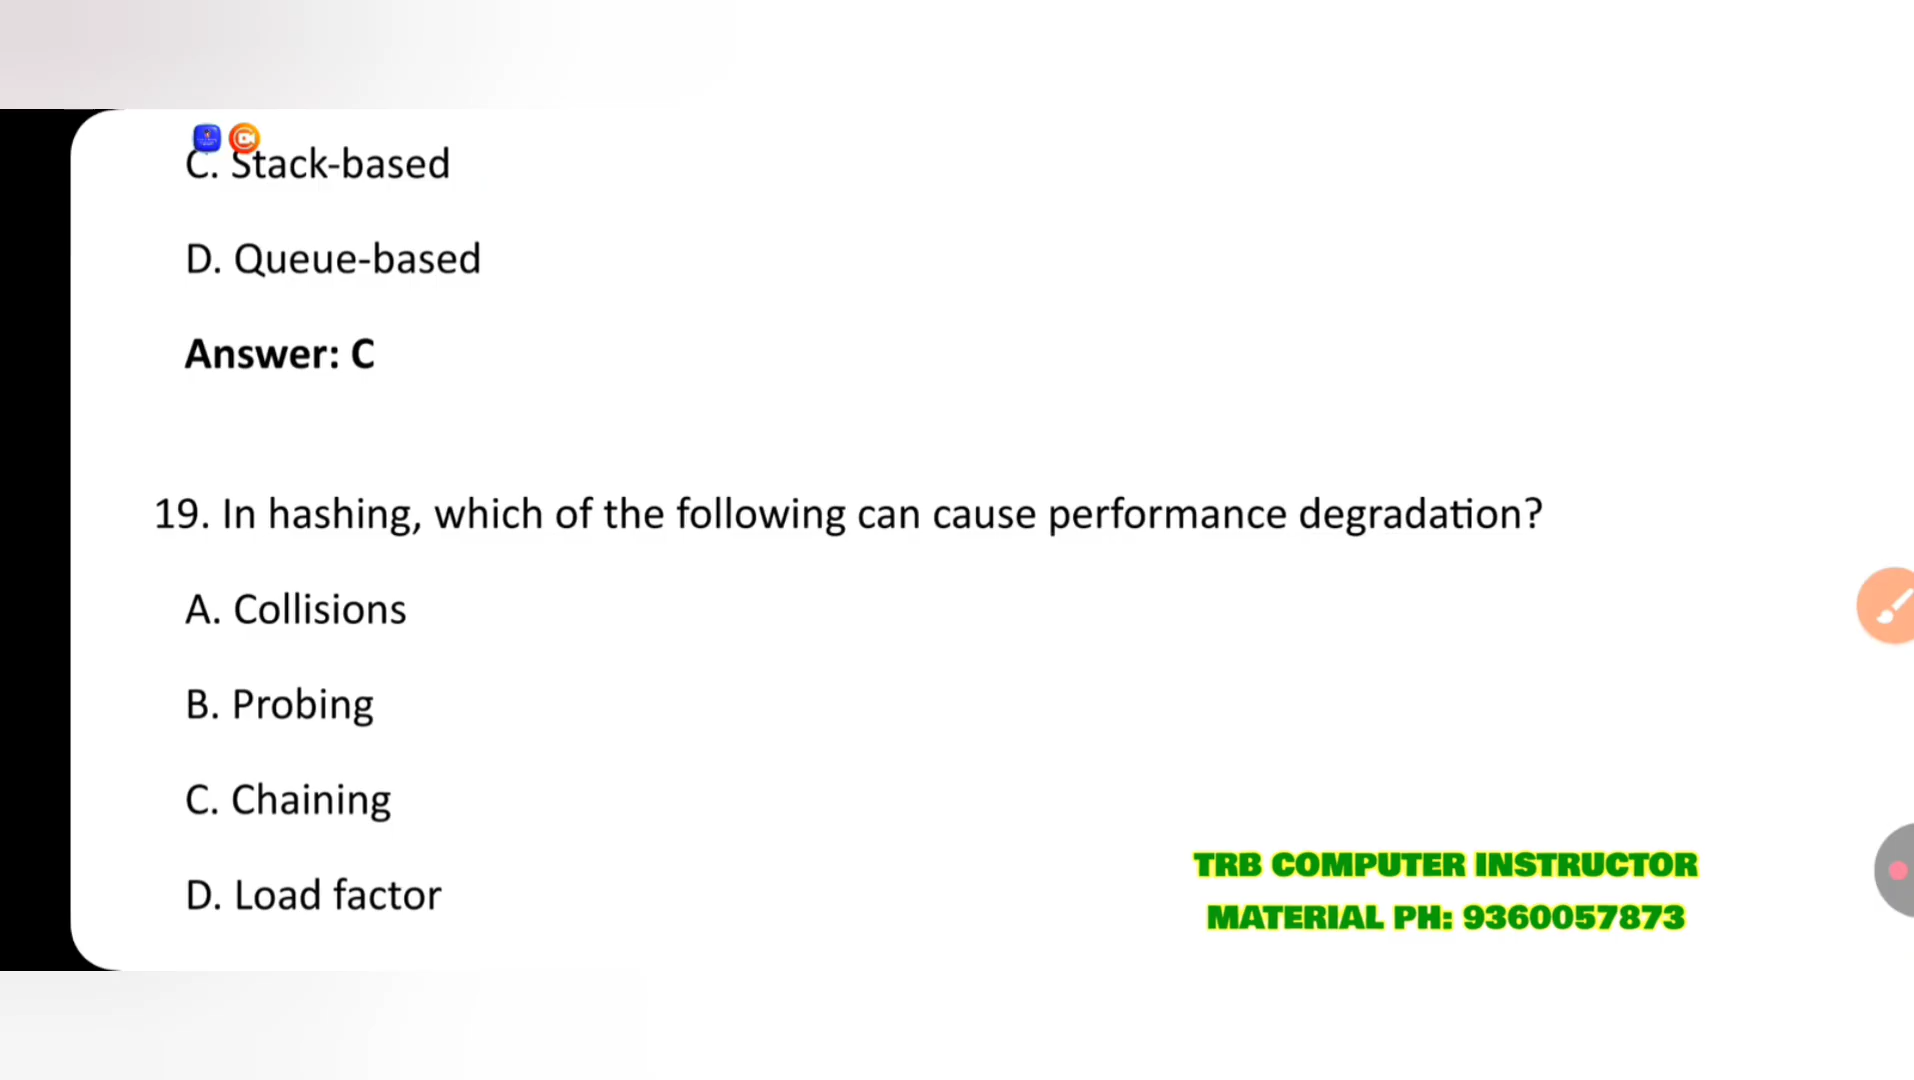 C. Stack-based
D. Queue-based
Answer: C
19. In hashing, which of the following can cause performance degradation?
A. Collisions
B. Probing
C. Chaining
D. Load factor
TRB COMPUTER INSTRUCTOR
MATERIAL PH: 9360057873